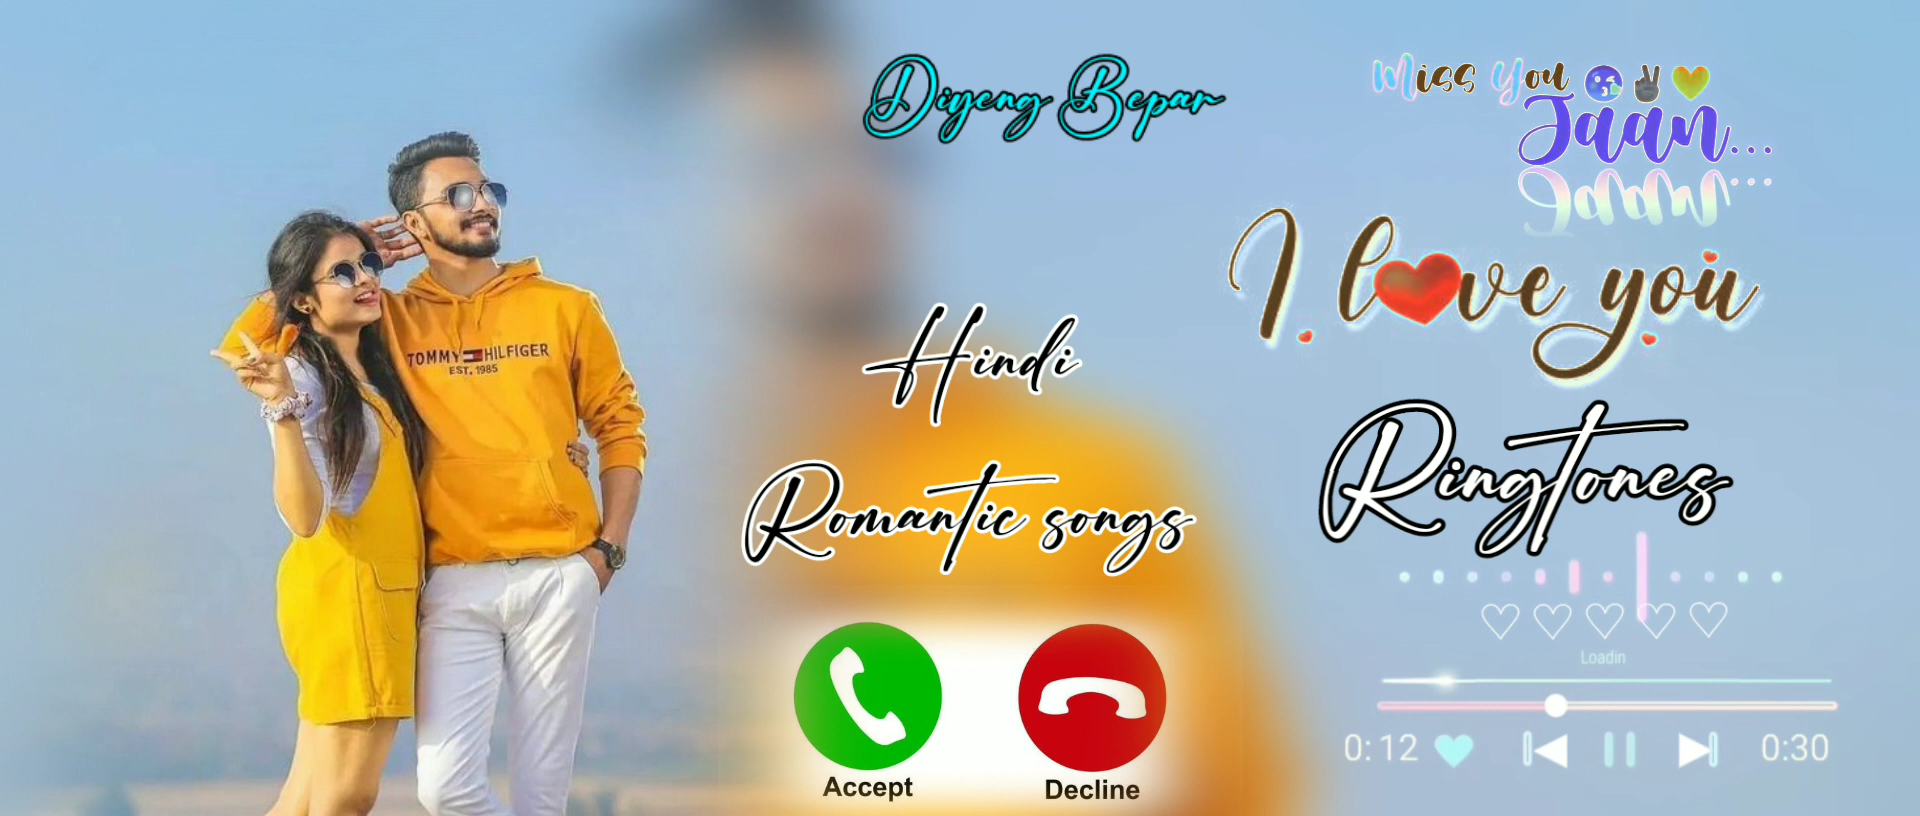 Diyeng Bepar
Miss You 😘✌🏿💛
Jaan...
I love you
TOMMY HILFIGER
EST. 1985
Hindi
Romantic songs
Ringtones
Loadin
0:12
0:30
Accept
Decline